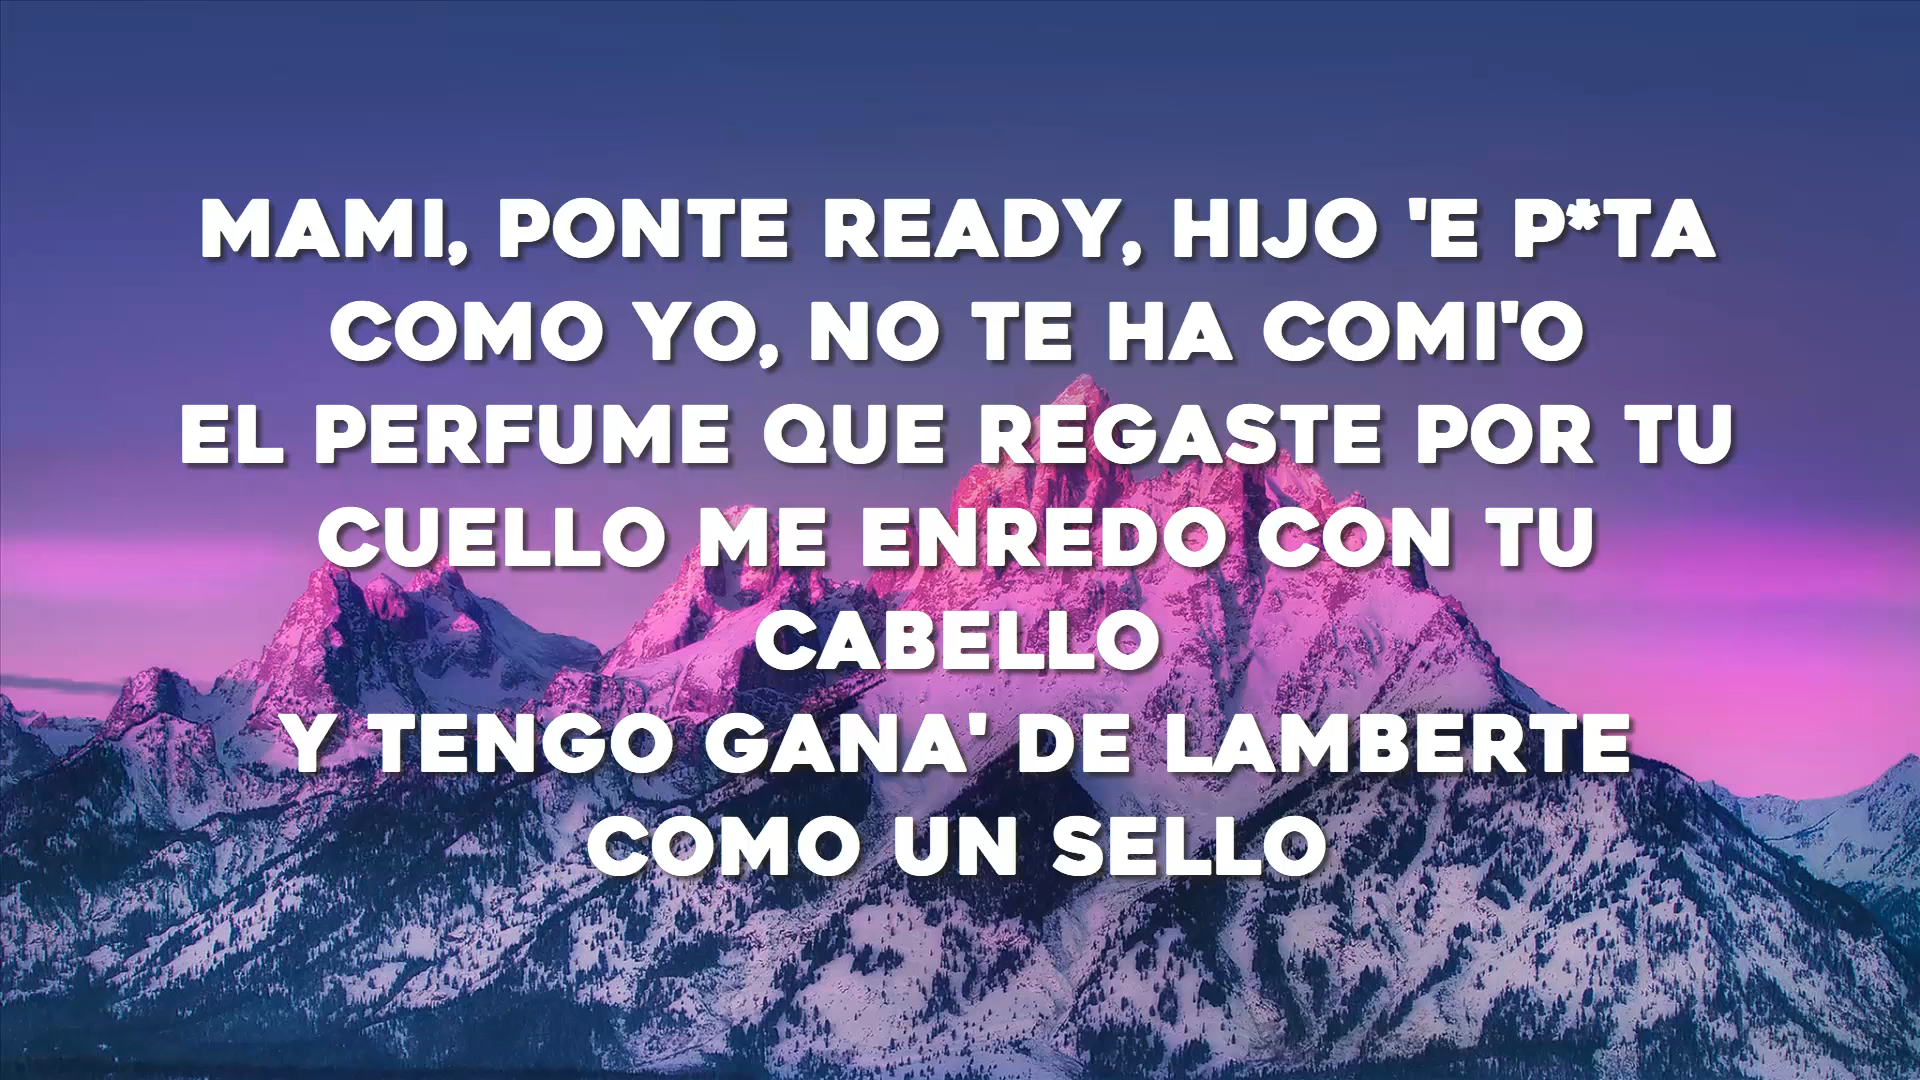 MAMI, PONTE READY, HIJO 'E P*TA
COMO YO, NO TE HA COMI'O
EL PERFUME QUE REGASTE POR TU
CUELLO ME ENREDO CON TU
CABELLO
Y TENGO GANA' DE LAMBERTE
COMO UN SELLO